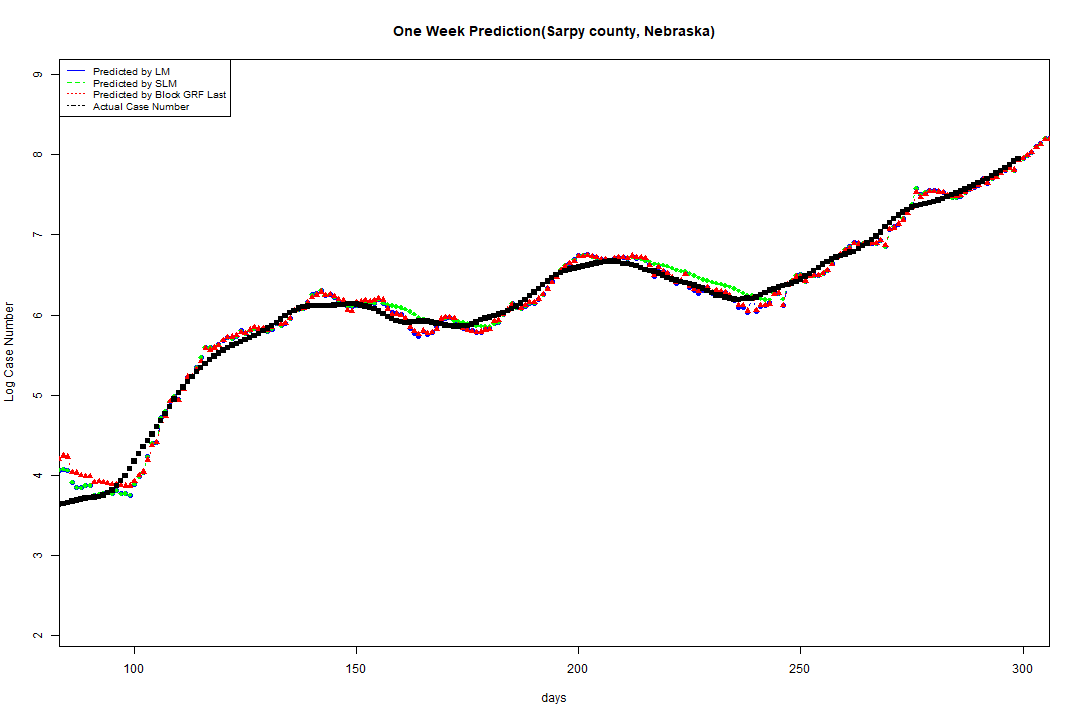 One Week Prediction(Sarpy county, Nebraska)
Predicted by LM
Predicted by SLM
Predicted by Block GRF Last
Actual Case Number
9
8
7
6
5
4
3
2
Log Case Number
100 150 200 250 300
days